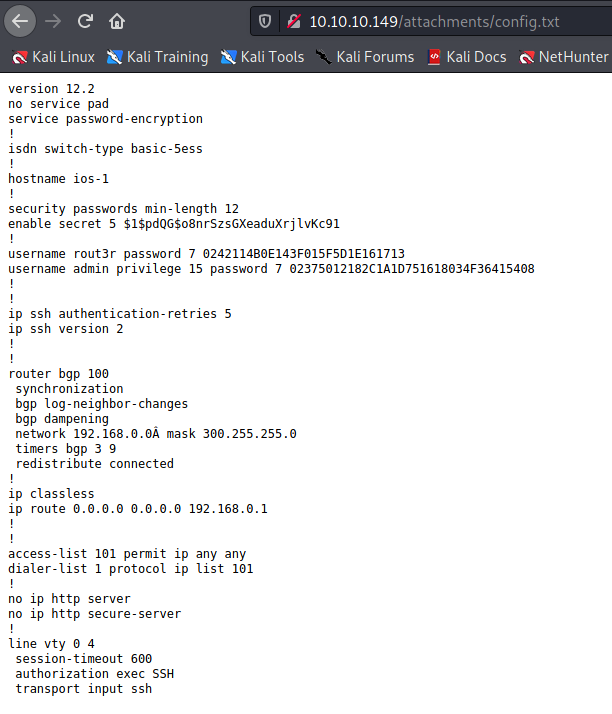 10.10.10.149/attachments/config.txt
Kali Linux Kali Training Kali Tools Kali Forums Kali Docs NetHunter
version 12.2
no service pad
service password-encryption
!
isdn switch-type basic-5ess
!
hostname ios-1
!
security passwords min-length 12
enable secret 5 $1$pdQG$o8nrSzsGXeaduXrjlvKc91
!
username rout3r password 7 0242114B0E143F015F5D1E161713
username admin privilege 15 password 7 02375012182C1A1D751618034F36415408
!
!
ip ssh authentication-retries 5
ip ssh version 2
!
!
router bgp 100
 synchronization
 bgp log-neighbor-changes
 bgp dampening
 network 192.168.0.0Â mask 300.255.255.0
 timers bgp 3 9
 redistribute connected
!
ip classless
ip route 0.0.0.0 0.0.0.0 192.168.0.1
!
!
access-list 101 permit ip any any
dialer-list 1 protocol ip list 101
!
no ip http server
no ip http secure-server
!
line vty 0 4
 session-timeout 600
 authorization exec SSH
 transport input ssh